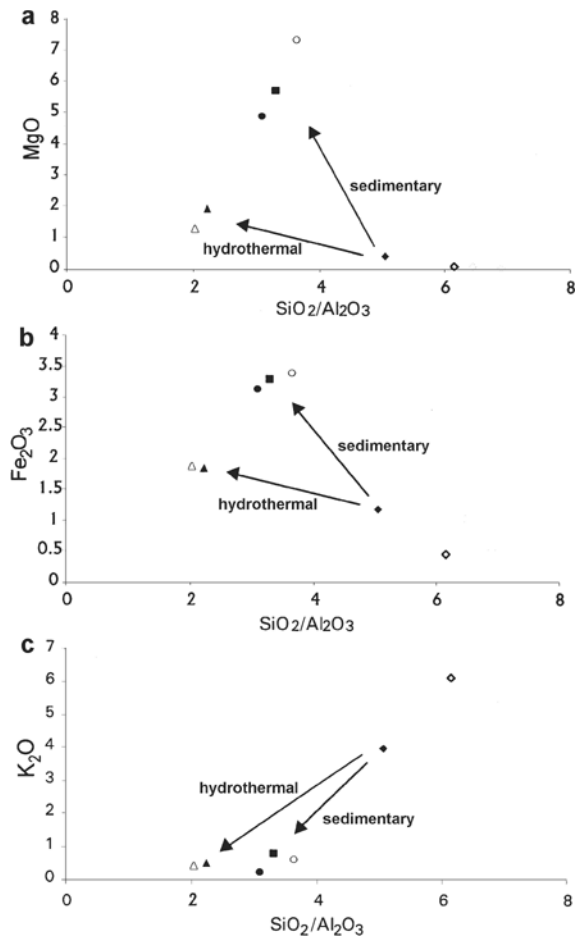 a
8
7
6
5
4
3
2
1
0
MgO
sedimentary
hydrothermal
0 2 4 6 8
SiO2/Al2O3
b
4
3.5
3
2.5
2
1.5
1
0.5
0
Fe2O3
sedimentary
hydrothermal
0 2 4 6 8
SiO2/Al2O3
c
7
6
5
4
3
2
1
0
K2O
hydrothermal
sedimentary
0 2 4 6 8
SiO2/Al2O3